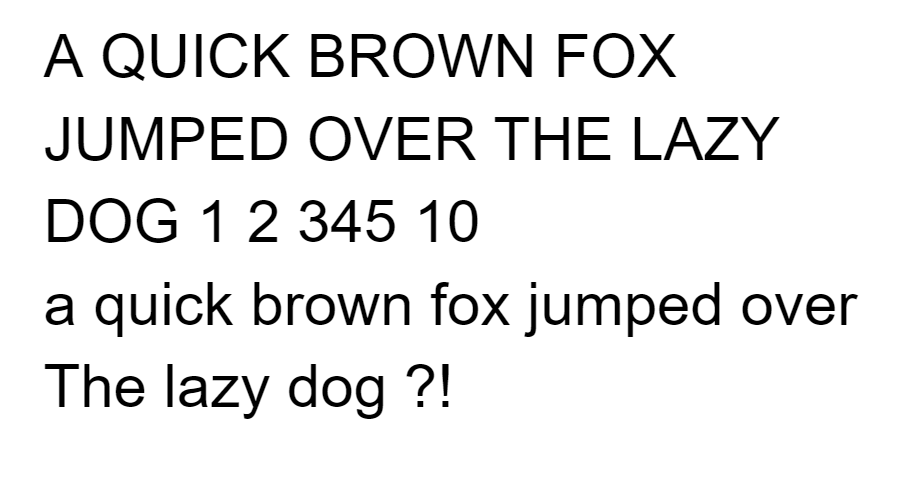 A QUICK BROWN FOX
JUMPED OVER THE LAZY
DOG 1 2 345 10
a quick brown fox jumped over
The lazy dog ?!